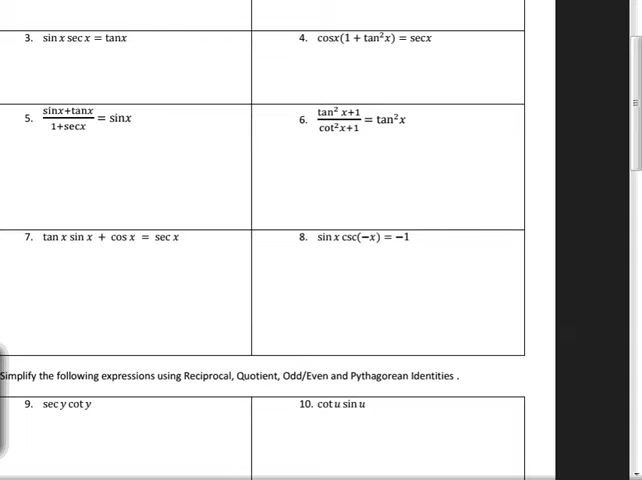 3. sin x sec x = tanx
4. cosx(1 + tan²x) = secx
5. sinx+tanx / 1+secx = sinx
6. tan² x+1 / cot²x+1 = tan²x
7. tan x sin x + cos x = sec x
8. sin x csc(−x) = −1
Simplify the following expressions using Reciprocal, Quotient, Odd/Even and Pythagorean Identities .
9. sec y cot y
10. cot u sin u